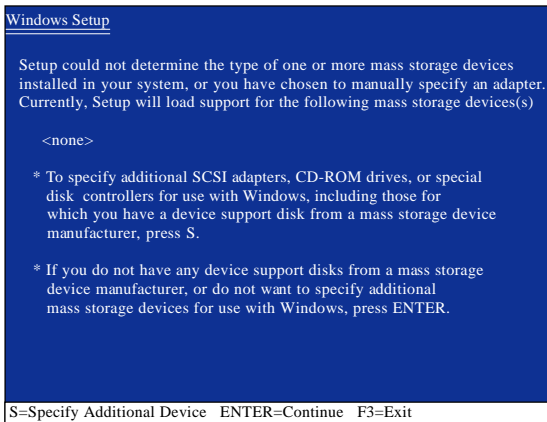 Windows Setup
Setup could not determine the type of one or more mass storage devices
installed in your system, or you have chosen to manually specify an adapter.
Currently, Setup will load support for the following mass storage devices(s)
<none>
* To specify additional SCSI adapters, CD-ROM drives, or special
disk controllers for use with Windows, including those for
which you have a device support disk from a mass storage device
manufacturer, press S.
* If you do not have any device support disks from a mass storage
device manufacturer, or do not want to specify additional
mass storage devices for use with Windows, press ENTER.
S=Specify Additional Device ENTER=Continue F3=Exit